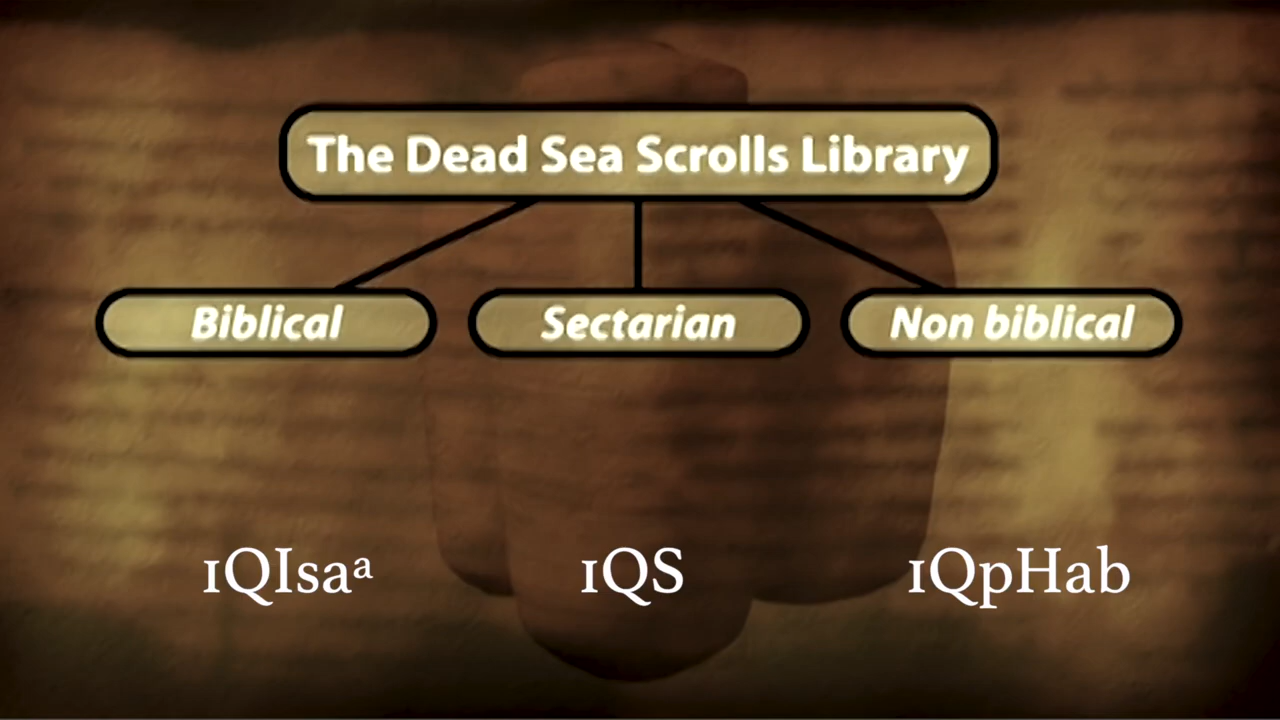 The Dead Sea Scrolls Library
Biblical Sectarian Non biblical
1QIsaᵃ 1QS 1QpHab